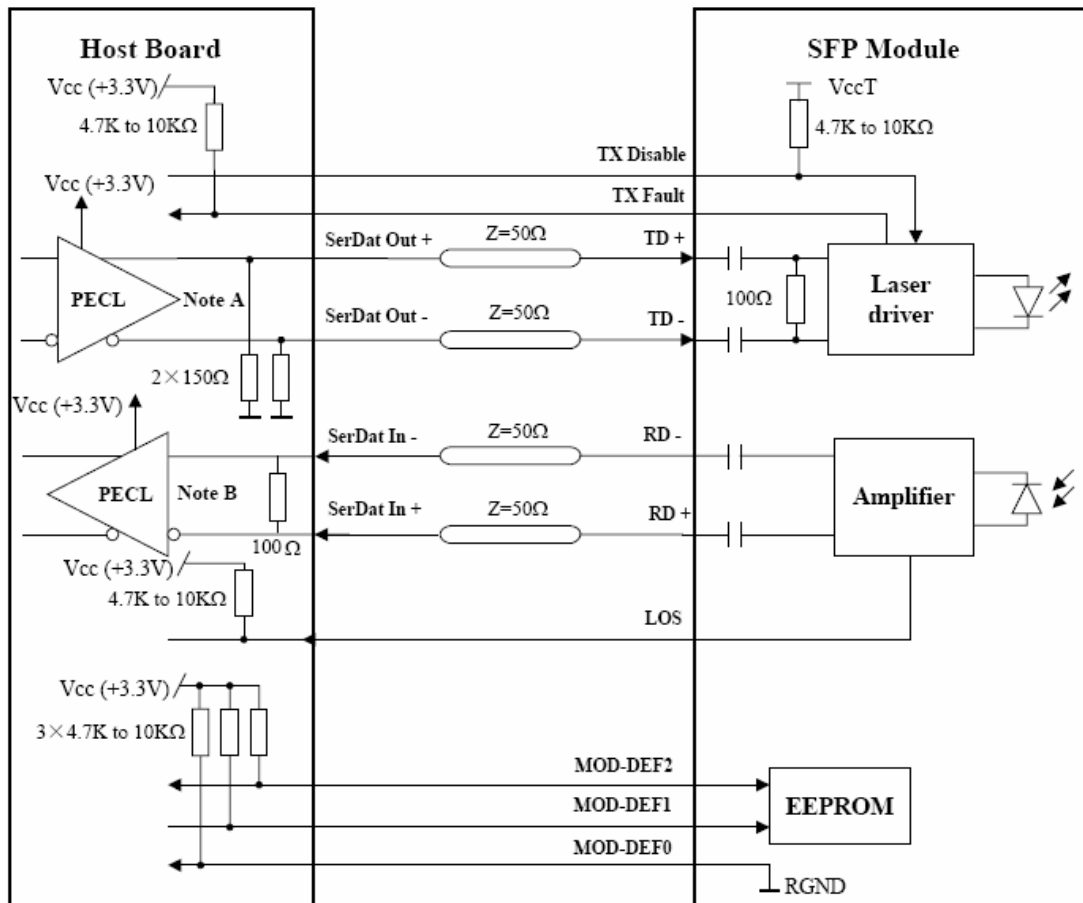 Host Board
SFP Module
Vcc (+3.3V)
4.7K to 10KΩ
VccT
4.7K to 10KΩ
TX Disable
TX Fault
Vcc (+3.3V)
PECL
Note A
SerDat Out +
Z=50Ω
TD +
SerDat Out -
Z=50Ω
TD -
100Ω
Laser
driver
2×150Ω
Vcc (+3.3V)
PECL
Note B
SerDat In -
Z=50Ω
RD -
SerDat In +
Z=50Ω
RD +
100Ω
Amplifier
Vcc (+3.3V)
4.7K to 10KΩ
LOS
Vcc (+3.3V)
3×4.7K to 10KΩ
MOD-DEF2
MOD-DEF1
MOD-DEF0
EEPROM
RGND